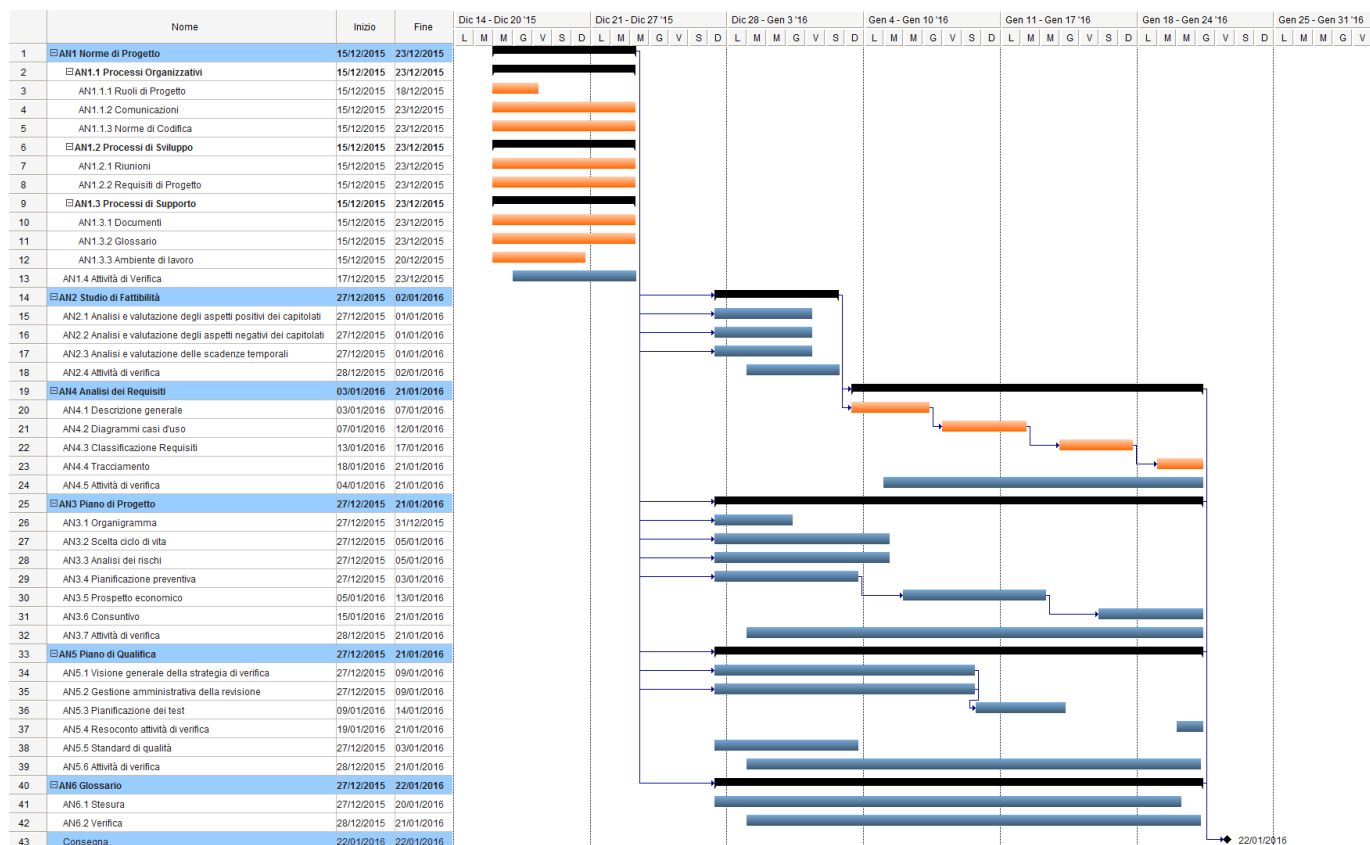 Nome Inizio Fine Dic 14 - Dic 20 '15 Dic 21 - Dic 27 '15 Dic 28 - Gen 3 '16 Gen 4 - Gen 10 '16 Gen 11 - Gen 17 '16 Gen 18 - Gen 24 '16 Gen 25 - Gen 31 '16
L M M G V S D L M M G V S D L M M G V S D L M M G V S D L M M G V S D L M M G V S D L M M G V
1 AN1 Norme di Progetto 15/12/2015 23/12/2015
2 AN1.1 Processi Organizzativi 15/12/2015 23/12/2015
3 AN1.1.1 Ruoli di Progetto 15/12/2015 18/12/2015
4 AN1.1.2 Comunicazioni 15/12/2015 23/12/2015
5 AN1.1.3 Norme di Codifica 15/12/2015 23/12/2015
6 AN1.2 Processi di Sviluppo 15/12/2015 23/12/2015
7 AN1.2.1 Riunioni 15/12/2015 23/12/2015
8 AN1.2.2 Requisiti di Progetto 15/12/2015 23/12/2015
9 AN1.3 Processi di Supporto 15/12/2015 23/12/2015
10 AN1.3.1 Documenti 15/12/2015 23/12/2015
11 AN1.3.2 Glossario 15/12/2015 23/12/2015
12 AN1.3.3 Ambiente di lavoro 15/12/2015 20/12/2015
13 AN1.4 Attività di Verifica 17/12/2015 23/12/2015
14 AN2 Studio di Fattibilità 27/12/2015 02/01/2016
15 AN2.1 Analisi e valutazione degli aspetti positivi dei capitolati 27/12/2015 01/01/2016
16 AN2.2 Analisi e valutazione degli aspetti negativi dei capitolati 27/12/2015 01/01/2016
17 AN2.3 Analisi e valutazione delle scadenze temporali 27/12/2015 01/01/2016
18 AN2.4 Attività di verifica 28/12/2015 02/01/2016
19 AN4 Analisi dei Requisiti 03/01/2016 21/01/2016
20 AN4.1 Descrizione generale 03/01/2016 07/01/2016
21 AN4.2 Diagrammi casi d'uso 07/01/2016 12/01/2016
22 AN4.3 Classificazione Requisiti 13/01/2016 17/01/2016
23 AN4.4 Tracciamento 18/01/2016 21/01/2016
24 AN4.5 Attività di verifica 04/01/2016 21/01/2016
25 AN3 Piano di Progetto 27/12/2015 21/01/2016
26 AN3.1 Organigramma 27/12/2015 31/12/2015
27 AN3.2 Scelta ciclo di vita 27/12/2015 05/01/2016
28 AN3.3 Analisi dei rischi 27/12/2015 05/01/2016
29 AN3.4 Pianificazione preventiva 27/12/2015 03/01/2016
30 AN3.5 Prospetto economico 05/01/2016 13/01/2016
31 AN3.6 Consuntivo 15/01/2016 21/01/2016
32 AN3.7 Attività di verifica 28/12/2015 21/01/2016
33 AN5 Piano di Qualifica 27/12/2015 21/01/2016
34 AN5.1 Visione generale della strategia di verifica 27/12/2015 09/01/2016
35 AN5.2 Gestione amministrativa della revisione 27/12/2015 09/01/2016
36 AN5.3 Pianificazione dei test 09/01/2016 14/01/2016
37 AN5.4 Resoconto attività di verifica 19/01/2016 21/01/2016
38 AN5.5 Standard di qualità 27/12/2015 03/01/2016
39 AN5.6 Attività di verifica 28/12/2015 21/01/2016
40 AN6 Glossario 27/12/2015 22/01/2016
41 AN6.1 Stesura 27/12/2015 20/01/2016
42 AN6.2 Verifica 28/12/2015 21/01/2016
43 Consegna 22/01/2016 22/01/2016 22/01/2016